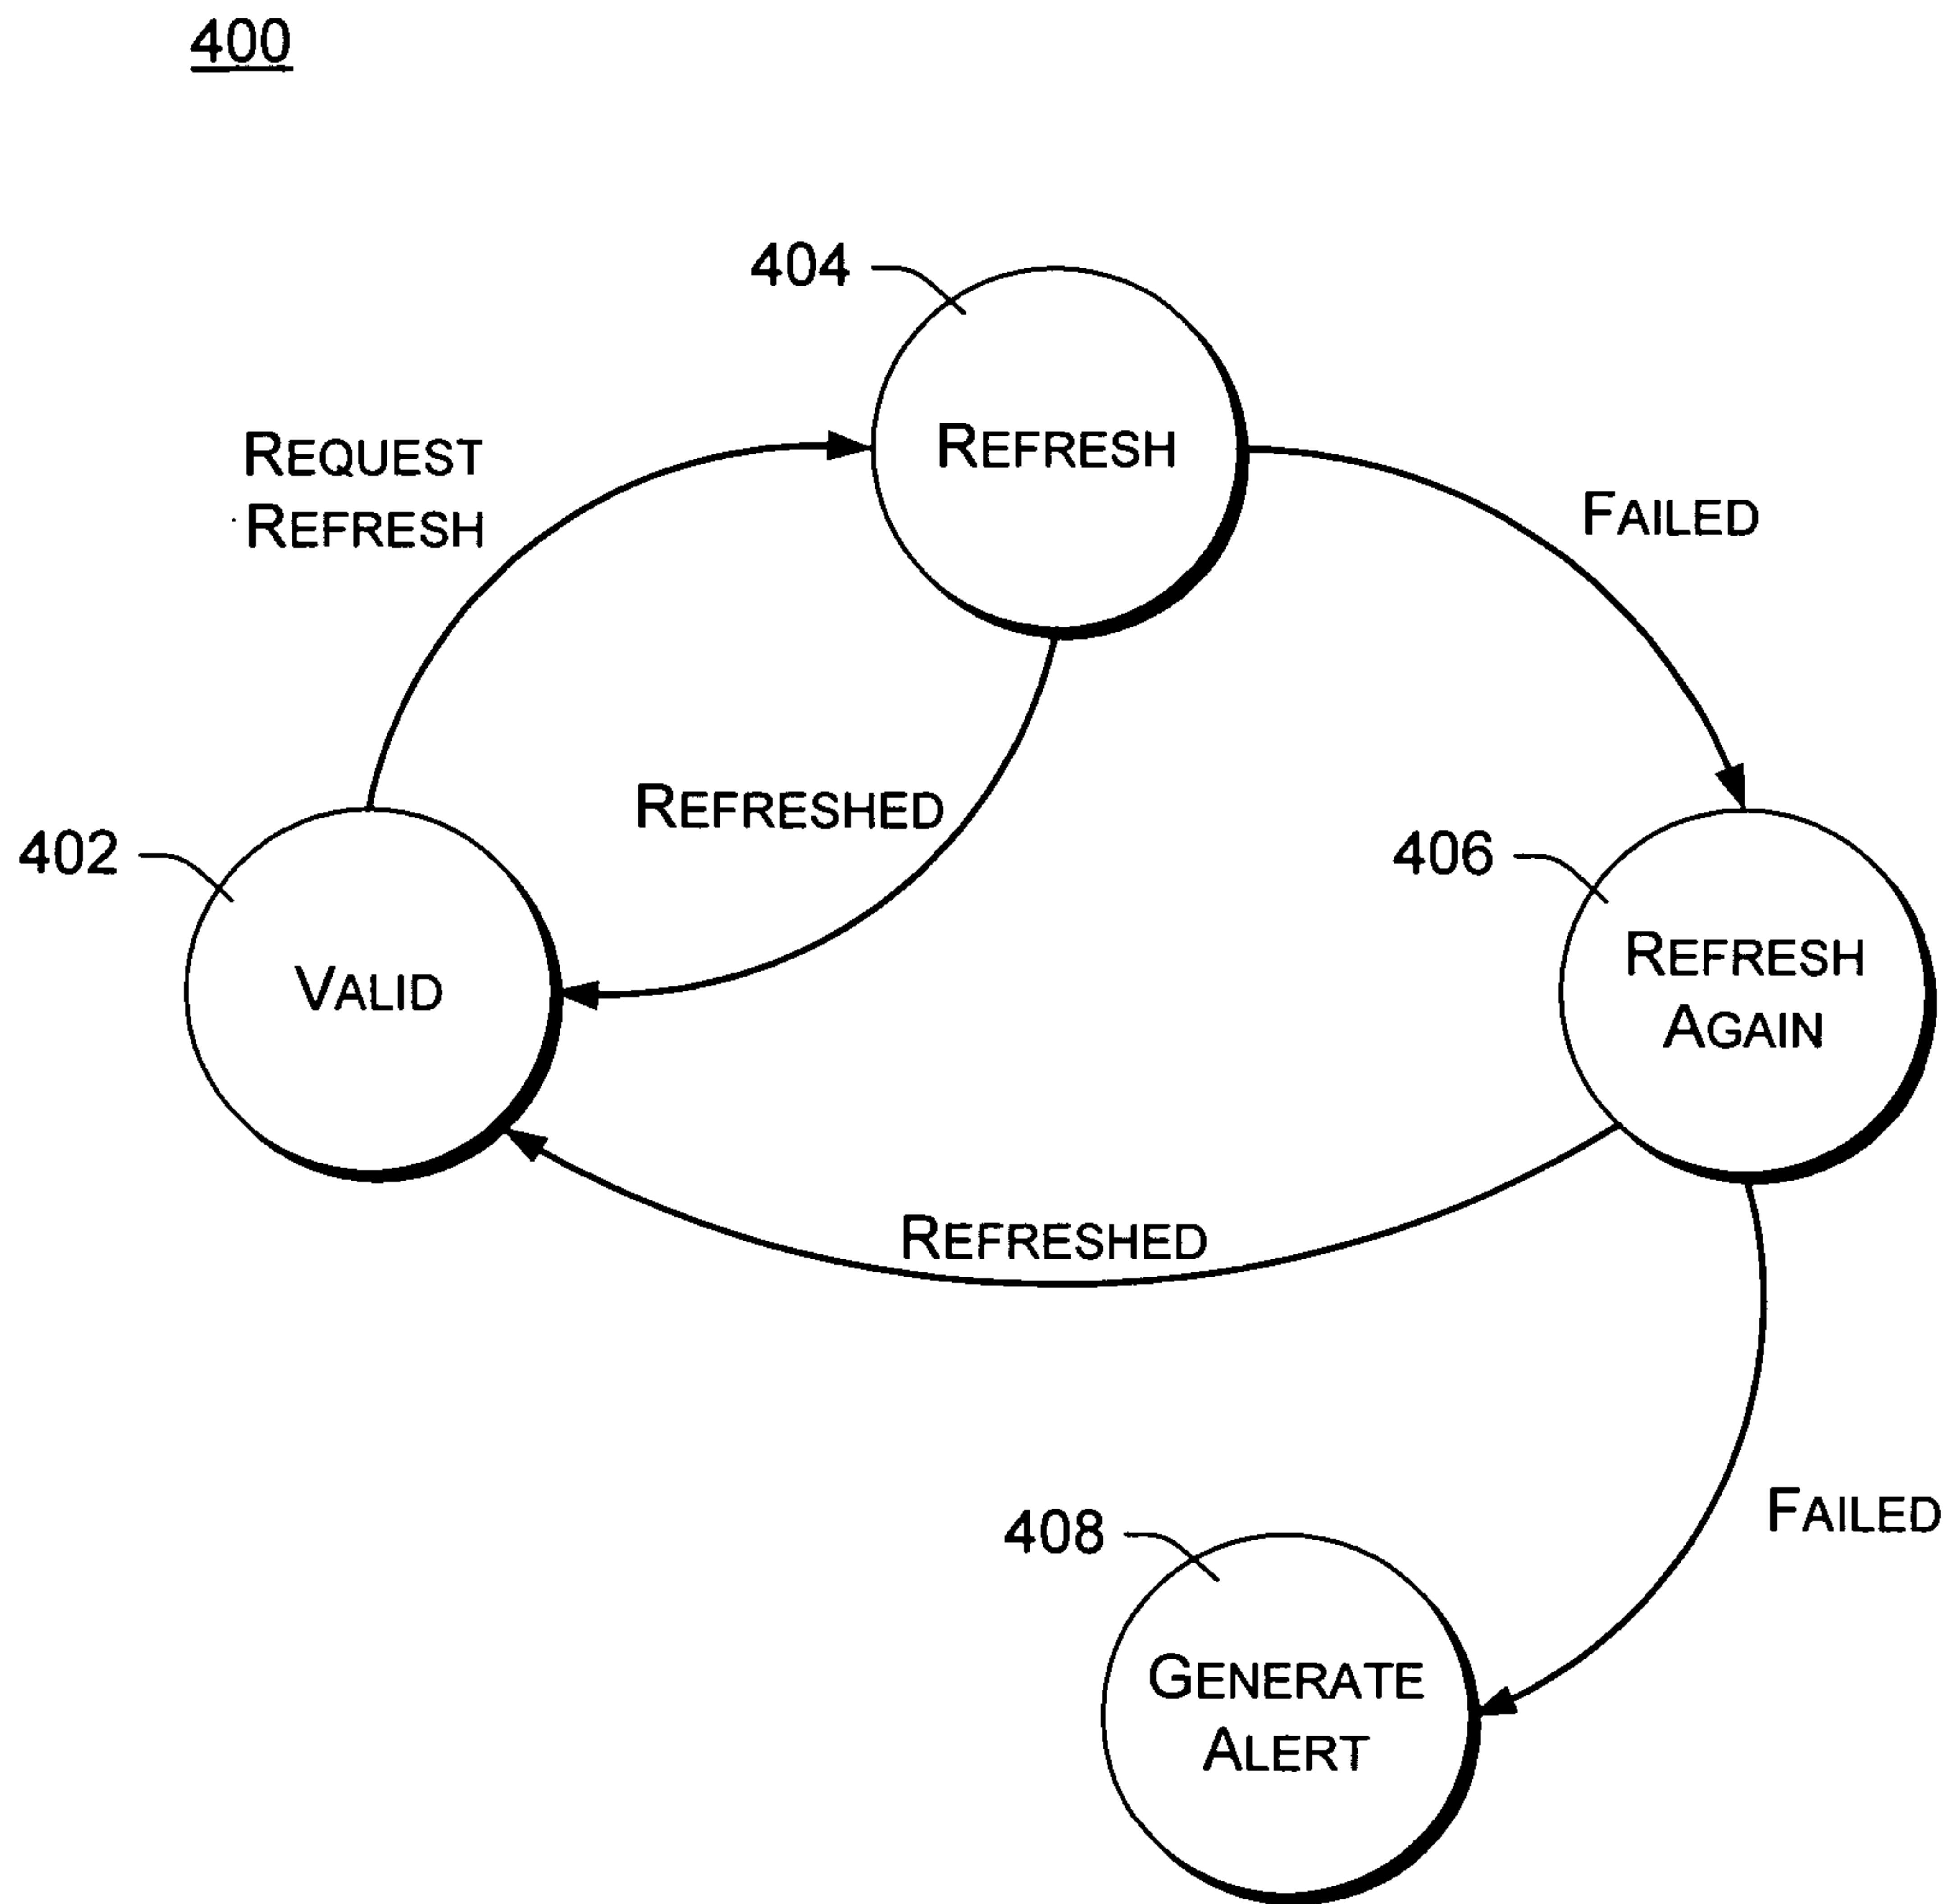 400
404
REFRESH
REQUEST
REFRESH
FAILED
REFRESHED
402
406
VALID
REFRESH
AGAIN
REFRESHED
FAILED
408
GENERATE
ALERT